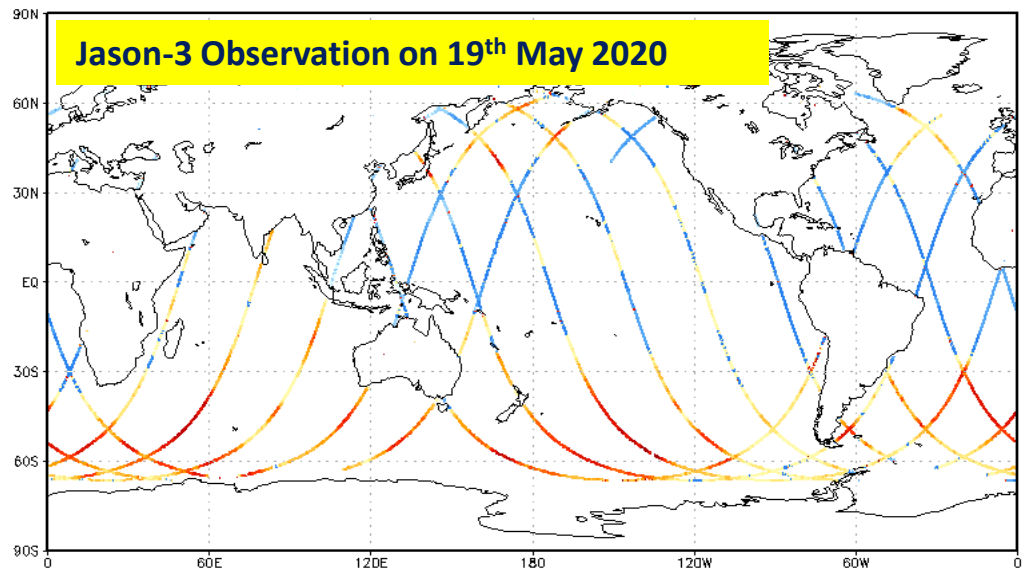 90N
Jason-3 Observation on 19th May 2020
60N
30N
EQ
30S
60S
90S
0 60E 120E 180 120W 60W 0